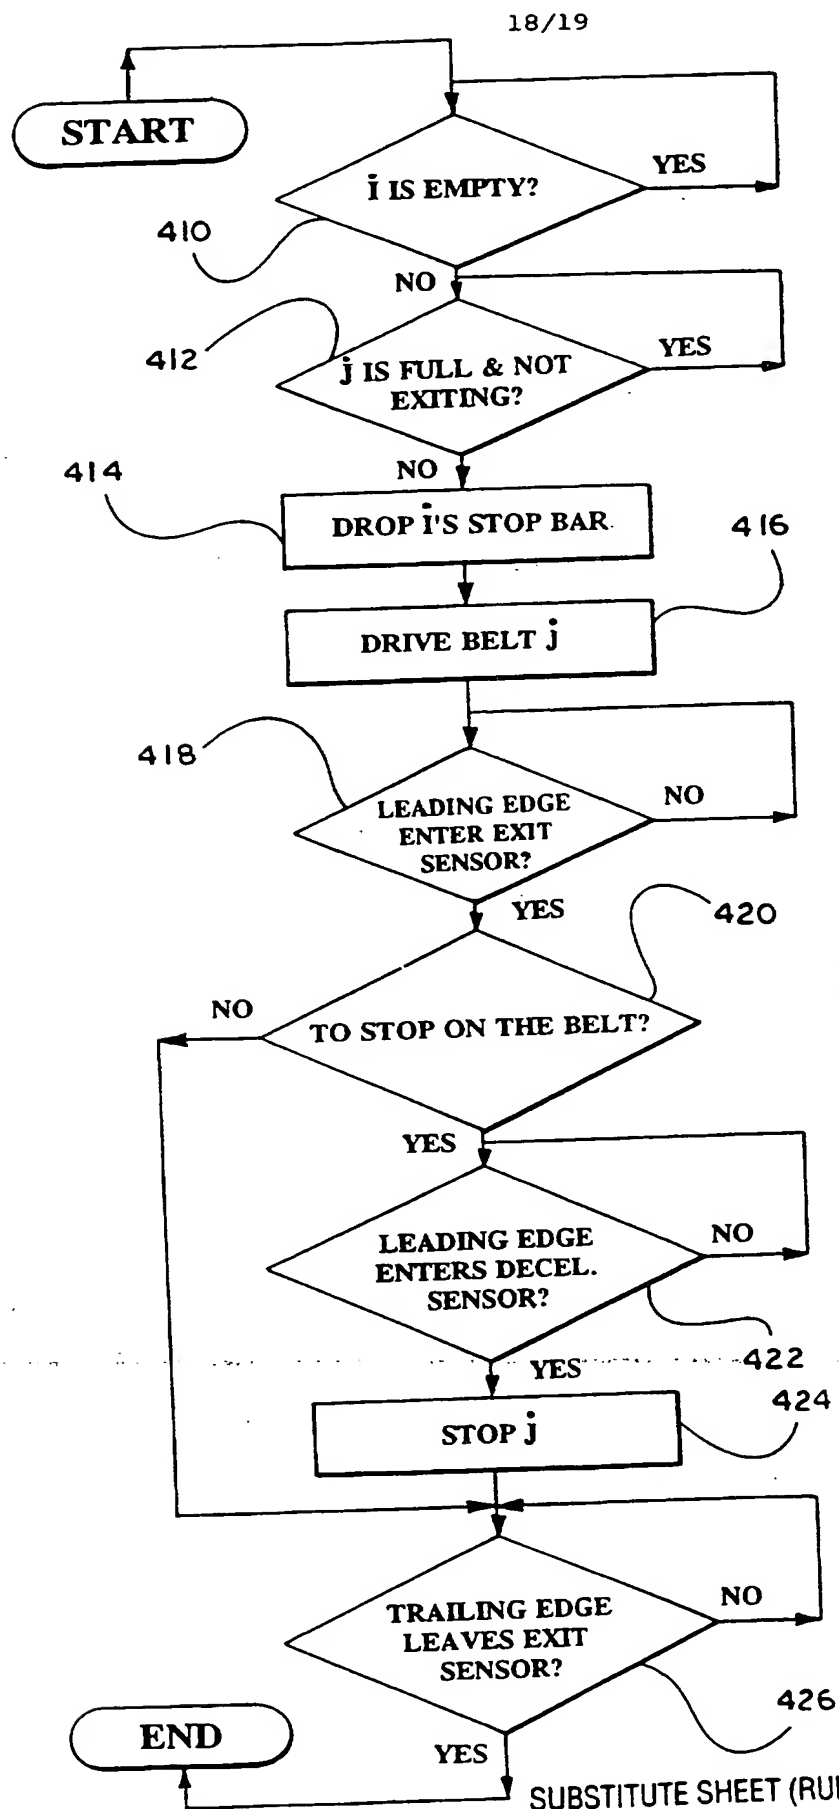 18/19
START
i IS EMPTY?
YES
410
NO
412
j IS FULL & NOT
EXITING?
YES
NO
414
DROP i'S STOP BAR
416
DRIVE BELT j
418
LEADING EDGE
ENTER EXIT
SENSOR?
NO
YES
420
NO
TO STOP ON THE BELT?
YES
LEADING EDGE
ENTERS DECEL.
SENSOR?
NO
422
YES
424
STOP j
TRAILING EDGE
LEAVES EXIT
SENSOR?
NO
426
END
YES
SUBSTITUTE SHEET (RUL